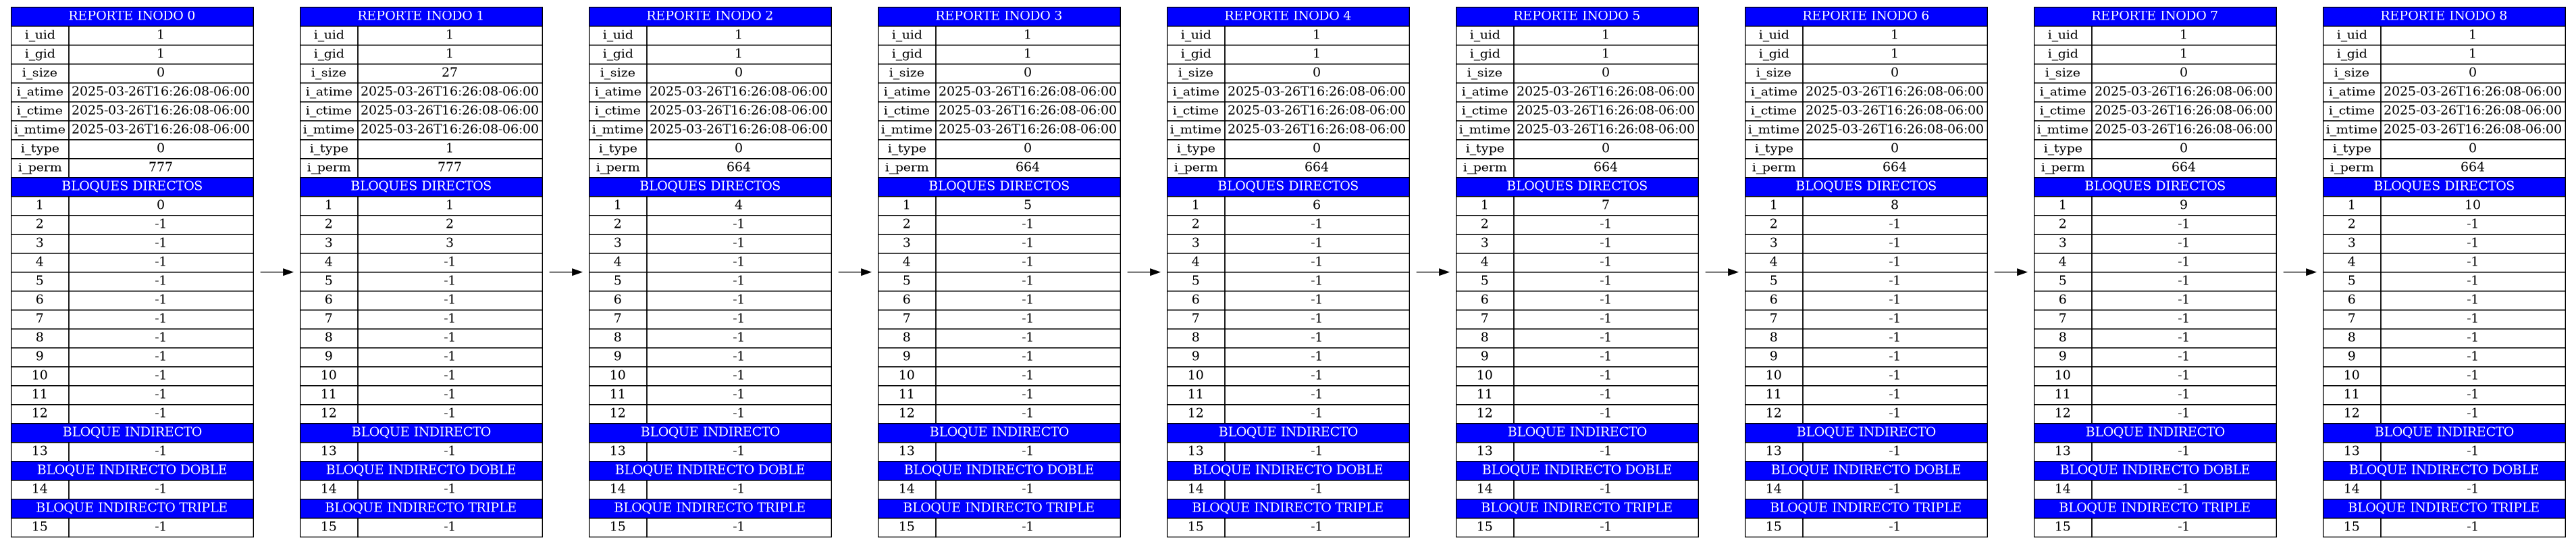 REPORTE INODO 0
i_uid 1
i_gid 1
i_size 0
i_atime 2025-03-26T16:26:08-06:00
i_ctime 2025-03-26T16:26:08-06:00
i_mtime 2025-03-26T16:26:08-06:00
i_type 0
i_perm 777
BLOQUES DIRECTOS
1 0
2 -1
3 -1
4 -1
5 -1
6 -1
7 -1
8 -1
9 -1
10 -1
11 -1
12 -1
BLOQUE INDIRECTO
13 -1
BLOQUE INDIRECTO DOBLE
14 -1
BLOQUE INDIRECTO TRIPLE
15 -1
REPORTE INODO 1
i_uid 1
i_gid 1
i_size 27
i_atime 2025-03-26T16:26:08-06:00
i_ctime 2025-03-26T16:26:08-06:00
i_mtime 2025-03-26T16:26:08-06:00
i_type 1
i_perm 777
BLOQUES DIRECTOS
1 1
2 2
3 3
4 -1
5 -1
6 -1
7 -1
8 -1
9 -1
10 -1
11 -1
12 -1
BLOQUE INDIRECTO
13 -1
BLOQUE INDIRECTO DOBLE
14 -1
BLOQUE INDIRECTO TRIPLE
15 -1
REPORTE INODO 2
i_uid 1
i_gid 1
i_size 0
i_atime 2025-03-26T16:26:08-06:00
i_ctime 2025-03-26T16:26:08-06:00
i_mtime 2025-03-26T16:26:08-06:00
i_type 0
i_perm 664
BLOQUES DIRECTOS
1 4
2 -1
3 -1
4 -1
5 -1
6 -1
7 -1
8 -1
9 -1
10 -1
11 -1
12 -1
BLOQUE INDIRECTO
13 -1
BLOQUE INDIRECTO DOBLE
14 -1
BLOQUE INDIRECTO TRIPLE
15 -1
REPORTE INODO 3
i_uid 1
i_gid 1
i_size 0
i_atime 2025-03-26T16:26:08-06:00
i_ctime 2025-03-26T16:26:08-06:00
i_mtime 2025-03-26T16:26:08-06:00
i_type 0
i_perm 664
BLOQUES DIRECTOS
1 5
2 -1
3 -1
4 -1
5 -1
6 -1
7 -1
8 -1
9 -1
10 -1
11 -1
12 -1
BLOQUE INDIRECTO
13 -1
BLOQUE INDIRECTO DOBLE
14 -1
BLOQUE INDIRECTO TRIPLE
15 -1
REPORTE INODO 4
i_uid 1
i_gid 1
i_size 0
i_atime 2025-03-26T16:26:08-06:00
i_ctime 2025-03-26T16:26:08-06:00
i_mtime 2025-03-26T16:26:08-06:00
i_type 0
i_perm 664
BLOQUES DIRECTOS
1 6
2 -1
3 -1
4 -1
5 -1
6 -1
7 -1
8 -1
9 -1
10 -1
11 -1
12 -1
BLOQUE INDIRECTO
13 -1
BLOQUE INDIRECTO DOBLE
14 -1
BLOQUE INDIRECTO TRIPLE
15 -1
REPORTE INODO 5
i_uid 1
i_gid 1
i_size 0
i_atime 2025-03-26T16:26:08-06:00
i_ctime 2025-03-26T16:26:08-06:00
i_mtime 2025-03-26T16:26:08-06:00
i_type 0
i_perm 664
BLOQUES DIRECTOS
1 7
2 -1
3 -1
4 -1
5 -1
6 -1
7 -1
8 -1
9 -1
10 -1
11 -1
12 -1
BLOQUE INDIRECTO
13 -1
BLOQUE INDIRECTO DOBLE
14 -1
BLOQUE INDIRECTO TRIPLE
15 -1
REPORTE INODO 6
i_uid 1
i_gid 1
i_size 0
i_atime 2025-03-26T16:26:08-06:00
i_ctime 2025-03-26T16:26:08-06:00
i_mtime 2025-03-26T16:26:08-06:00
i_type 0
i_perm 664
BLOQUES DIRECTOS
1 8
2 -1
3 -1
4 -1
5 -1
6 -1
7 -1
8 -1
9 -1
10 -1
11 -1
12 -1
BLOQUE INDIRECTO
13 -1
BLOQUE INDIRECTO DOBLE
14 -1
BLOQUE INDIRECTO TRIPLE
15 -1
REPORTE INODO 7
i_uid 1
i_gid 1
i_size 0
i_atime 2025-03-26T16:26:08-06:00
i_ctime 2025-03-26T16:26:08-06:00
i_mtime 2025-03-26T16:26:08-06:00
i_type 0
i_perm 664
BLOQUES DIRECTOS
1 9
2 -1
3 -1
4 -1
5 -1
6 -1
7 -1
8 -1
9 -1
10 -1
11 -1
12 -1
BLOQUE INDIRECTO
13 -1
BLOQUE INDIRECTO DOBLE
14 -1
BLOQUE INDIRECTO TRIPLE
15 -1
REPORTE INODO 8
i_uid 1
i_gid 1
i_size 0
i_atime 2025-03-26T16:26:08-06:00
i_ctime 2025-03-26T16:26:08-06:00
i_mtime 2025-03-26T16:26:08-06:00
i_type 0
i_perm 664
BLOQUES DIRECTOS
1 10
2 -1
3 -1
4 -1
5 -1
6 -1
7 -1
8 -1
9 -1
10 -1
11 -1
12 -1
BLOQUE INDIRECTO
13 -1
BLOQUE INDIRECTO DOBLE
14 -1
BLOQUE INDIRECTO TRIPLE
15 -1